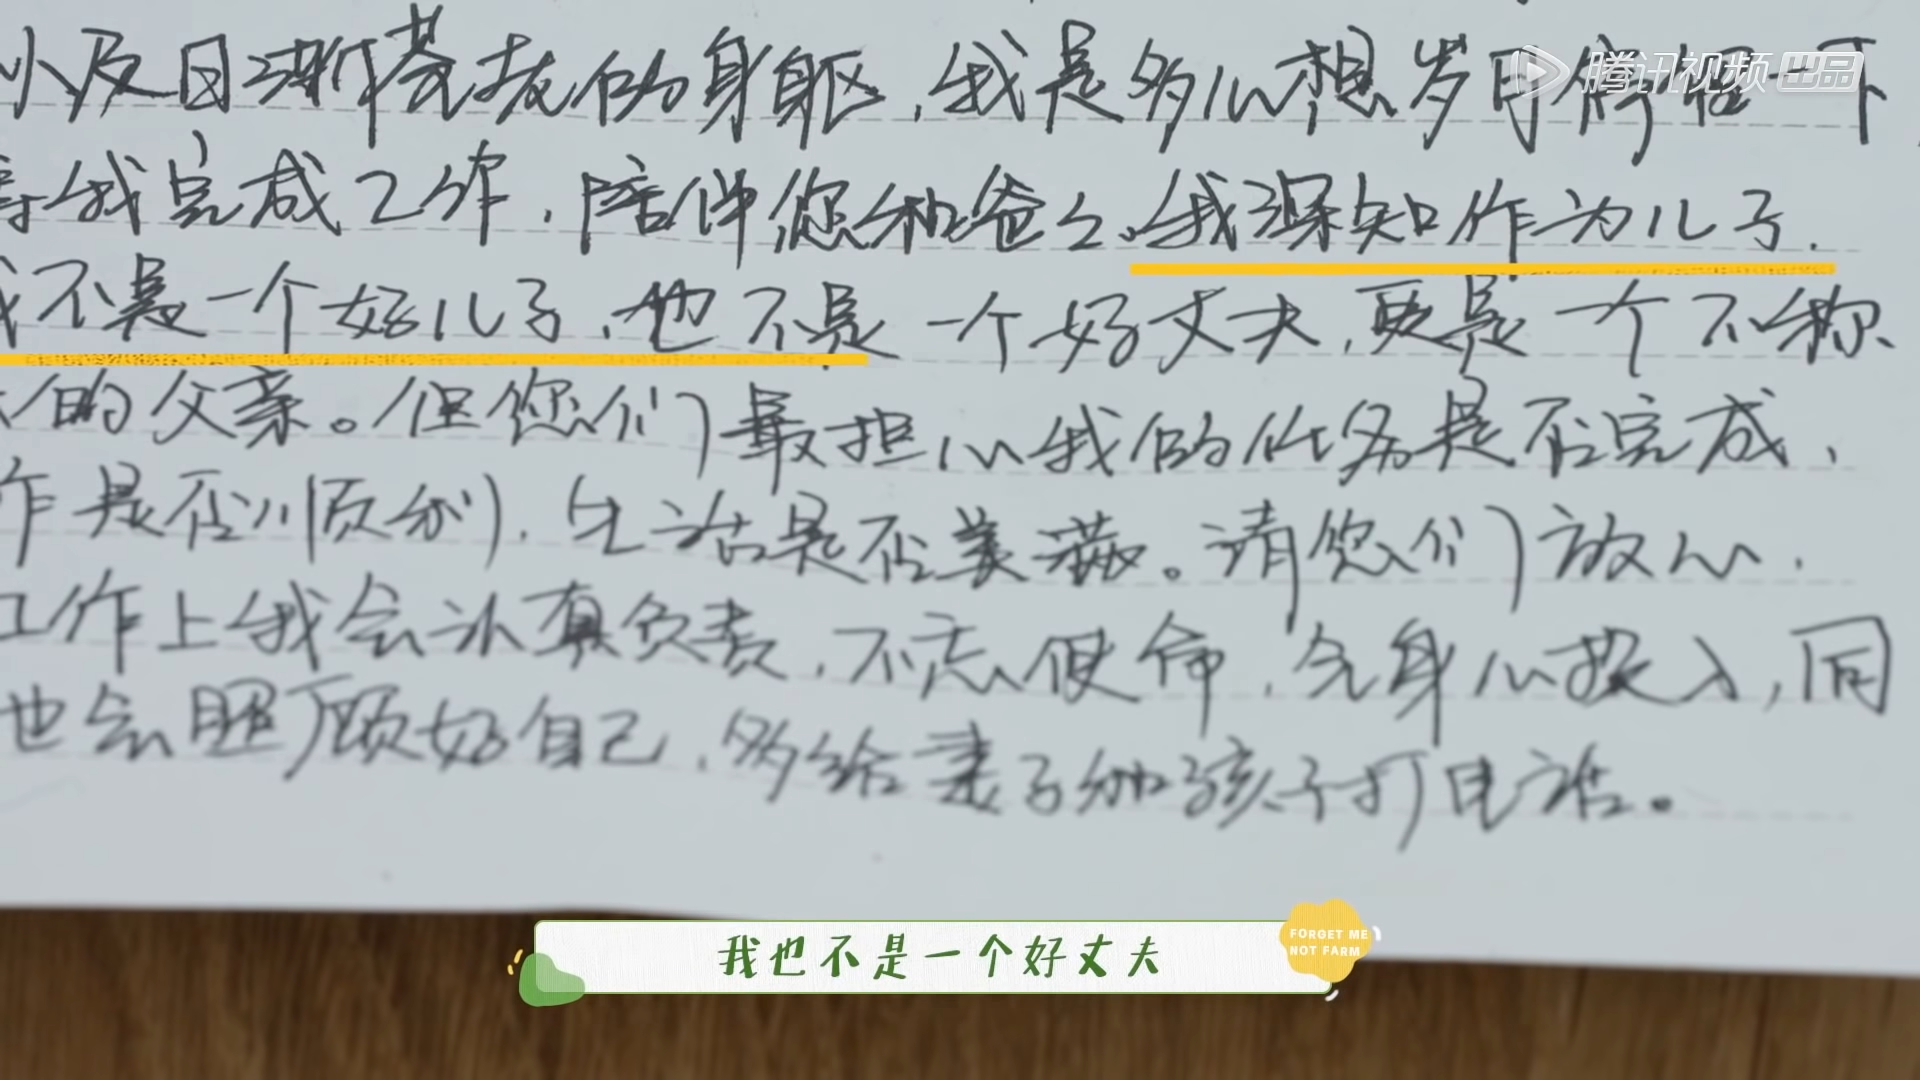 以及日渐苍老的身躯，我是多么想岁月停留一下，
等我完成工作，陪伴您和爸爸。我深知作为儿子，
我不是一个好儿子，也不是一个好丈夫，更是一个不称
的父亲。但您们最担心我的任务是否完成，
作是否顺利，生活是否美满。请您们放心，
工作上我会认真负责，不忘使命，全身心投入，同
也会照顾好自己，多给妻子和孩子打电话。
腾讯视频 出品
我也不是一个好丈夫
FORGET ME
NOT FARM